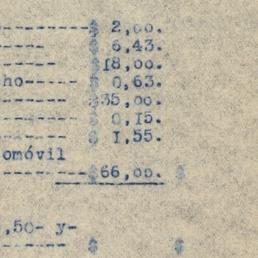 -------------$ 2,00.
-----    $ 6.43.
------   $18,00.
ho-----  $ 0,63.
-------- $35,00.
------   $ 0,15.
-------- $ 1,55.
omóvil
---------$66,00.
,50- y-
$ $